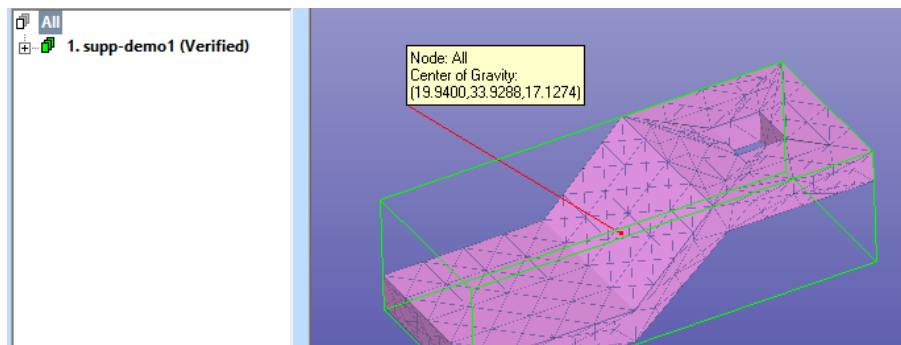 All
1. supp-demo1 (Verified)
Node: All
Center of Gravity:
(19.9400,33.9288,17.1274)